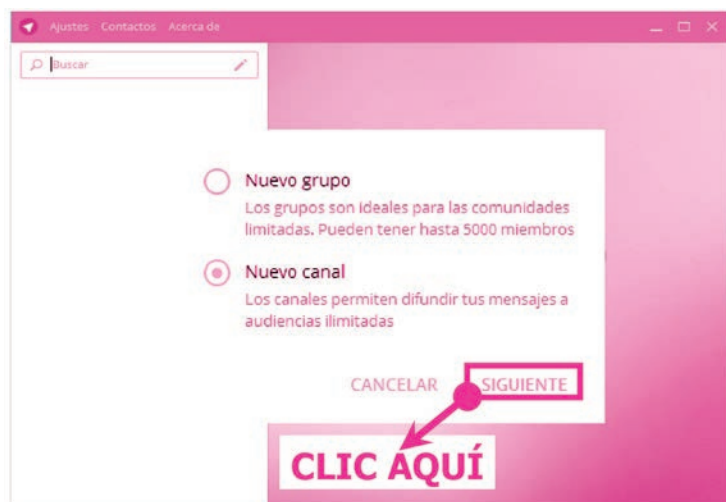 Ajustes Contactos Acerca de
Buscar
Nuevo grupo
Los grupos son ideales para las comunidades
limitadas. Pueden tener hasta 5000 miembros
Nuevo canal
Los canales permiten difundir tus mensajes a
audiencias ilimitadas
CANCELAR SIGUIENTE
CLIC AQUÍ